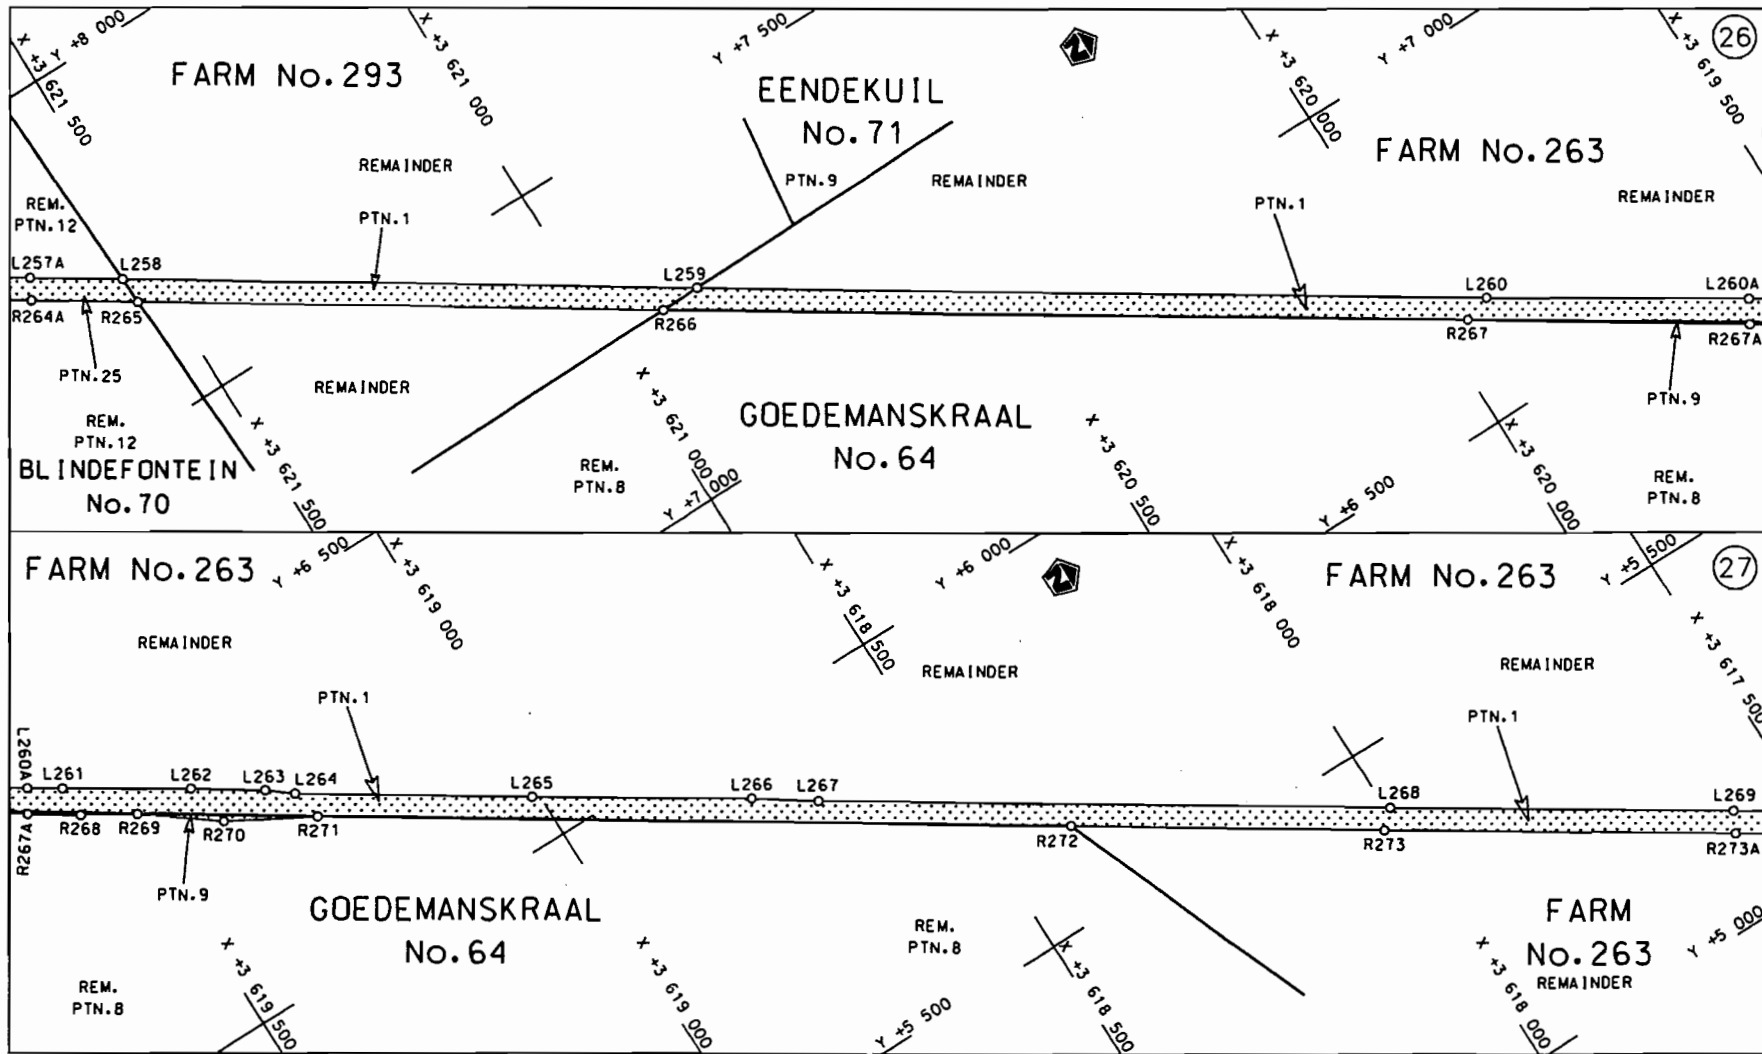 Y +8 000
X +3 621 500
FARM No.293
X +3 621 000
Y +7 500
EENDEKUIL
No.71
X +3 620 000
Y +7 000
X +3 619 500
26
FARM No.263
REMAINDER
PTN.9
REMAINDER
REMAINDER
REM.
PTN.12
PTN.1
PTN.1
L257A
L258
L259
L260
L260A
R264A
R265
R266
R267
R267A
PTN.25
REMAINDER
PTN.9
REM.
PTN.12
BLINDEFONTEIN
No.70
X +3 621 500
REM.
PTN.8
X +3 621 000
Y +7 000
GOEDEMANSKRAAL
No.64
X +3 620 500
Y +6 500
X +3 620 000
REM.
PTN.8
FARM No.263
Y +6 500
X +3 619 000
X +3 618 500
Y +6 000
X +3 618 000
FARM No.263
Y +5 500
27
X +3 617 500
REMAINDER
REMAINDER
REMAINDER
PTN.1
PTN.1
L260A
L261
L262
L263
L264
L265
L266
L267
L268
L269
R267A
R268
R269
R270
R271
R272
R273
R273A
PTN.9
GOEDEMANSKRAAL
No.64
REM.
PTN.8
FARM
No.263
REMAINDER
Y +5 000
REM.
PTN.8
X +3 619 500
X +3 619 000
Y +5 500
X +3 618 500
X +3 618 000